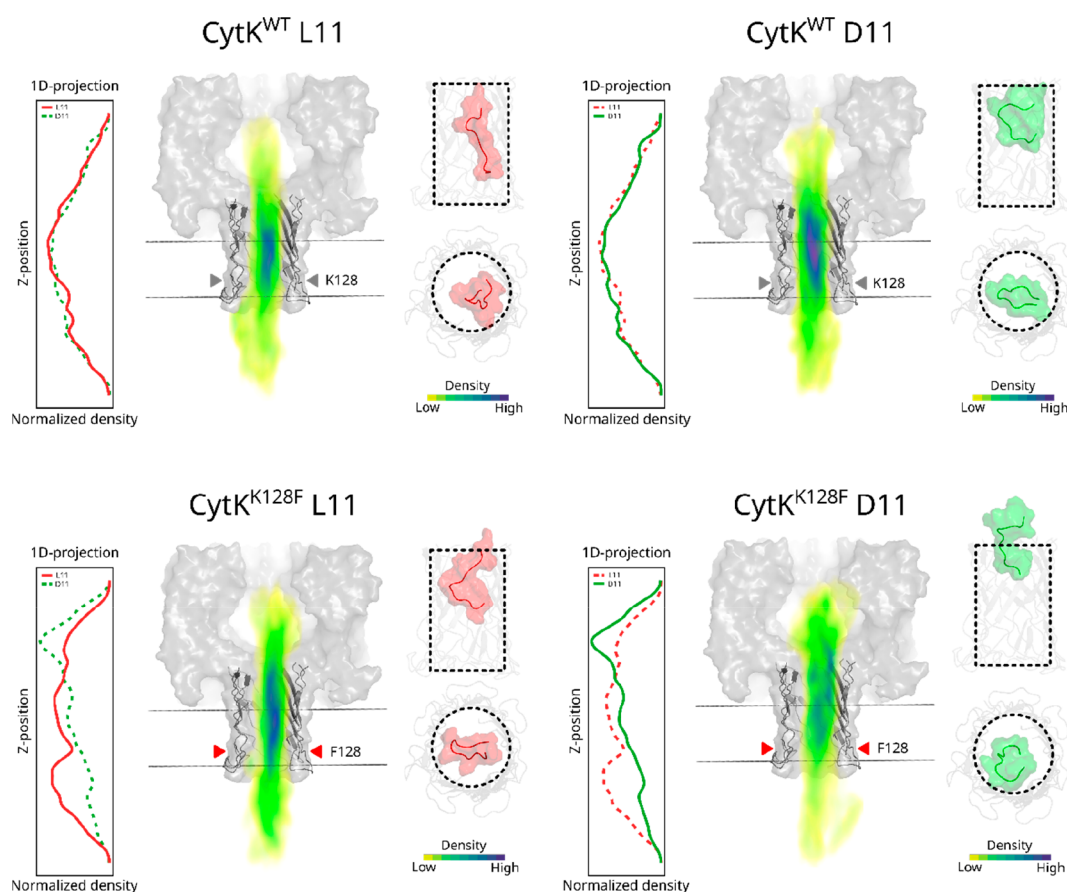 CytK^WT L11
1D-projection
L11
D11
Z-position
Normalized density
K128
Density
Low High
CytK^WT D11
1D-projection
L11
D11
Z-position
Normalized density
K128
Density
Low High
CytK^K128F L11
1D-projection
L11
D11
Z-position
Normalized density
F128
Density
Low High
CytK^K128F D11
1D-projection
L11
D11
Z-position
Normalized density
F128
Density
Low High